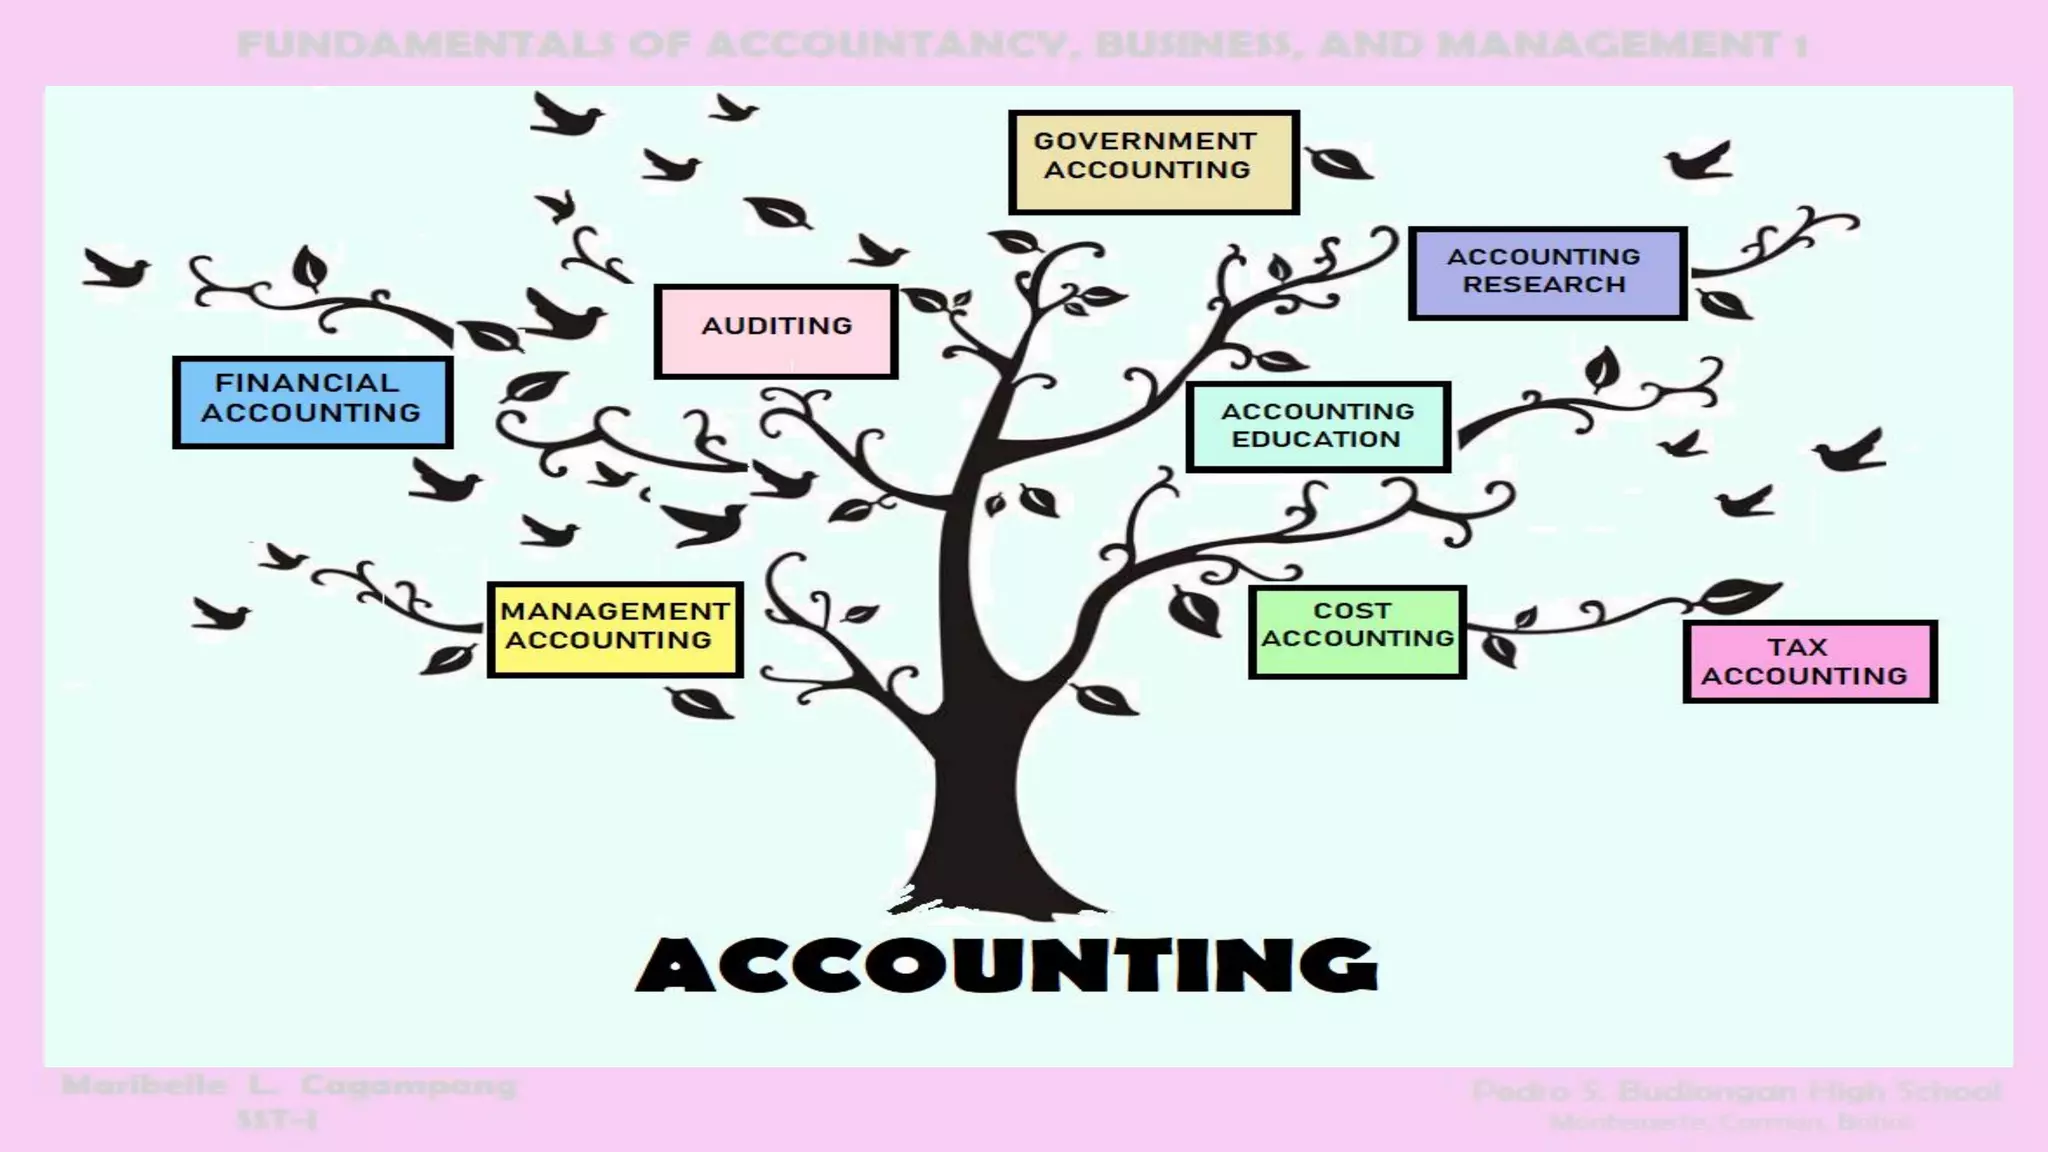 FUNDAMENTALS OF ACCOUNTANCY, BUSINESS, AND MANAGEMENT 1
GOVERNMENT
ACCOUNTING
ACCOUNTING
RESEARCH
AUDITING
FINANCIAL
ACCOUNTING
ACCOUNTING
EDUCATION
MANAGEMENT
ACCOUNTING
COST
ACCOUNTING
TAX
ACCOUNTING
ACCOUNTING
Maribelle L. Cagampang
SST-I
Pedro S. Budiongan High School